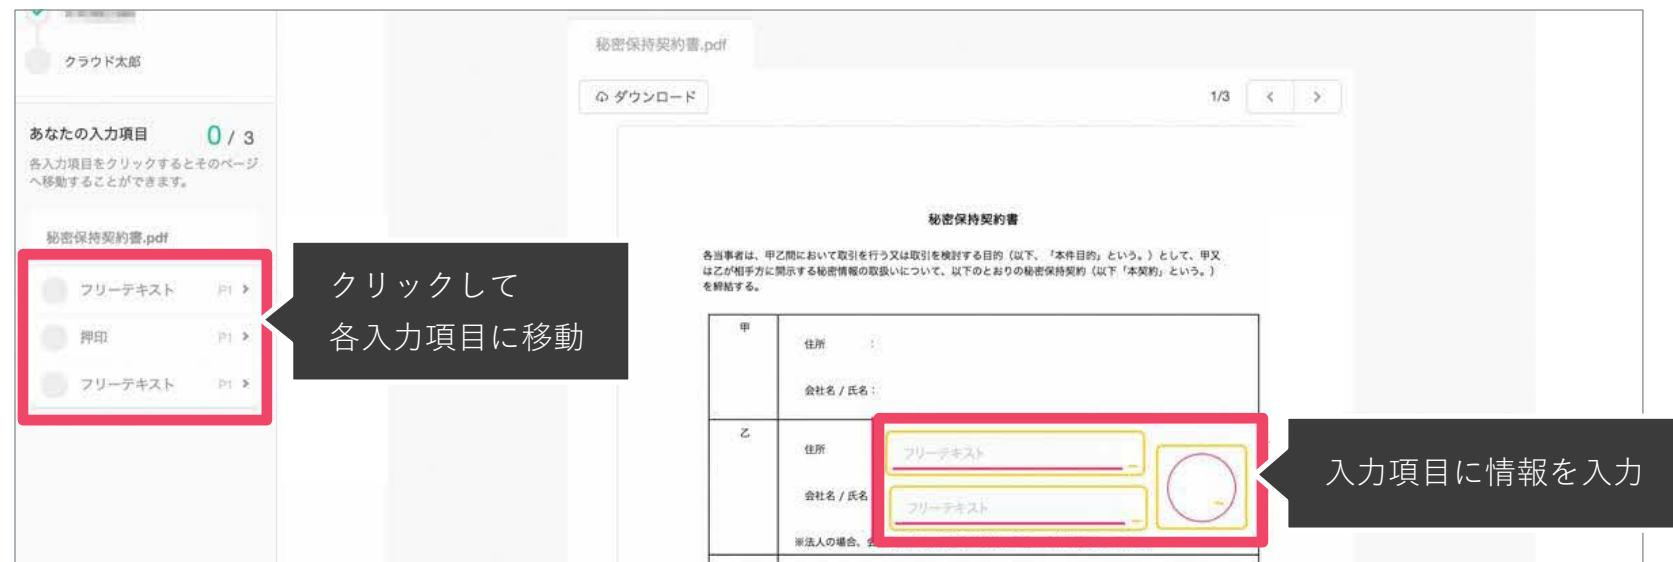 クラウド太郎
あなたの入力項目 0 / 3
各入力項目をクリックするとそのページ
へ移動することができます。
秘密保持契約書.pdf
フリーテキスト P1
押印 P1
フリーテキスト P1
クリックして
各入力項目に移動
秘密保持契約書.pdf
ダウンロード
1/3
秘密保持契約書
各当事者は、甲乙間において取引を行う又は取引を検討する目的（以下、「本件目的」という。）として、甲又
は乙が相手方に開示する秘密情報の取扱いについて、以下のとおりの秘密保持契約（以下「本契約」という。）
を締結する。
甲
住所 :
会社名 / 氏名 :
乙
住所
フリーテキスト
会社名 / 氏名
フリーテキスト
※法人の場合、
入力項目に情報を入力